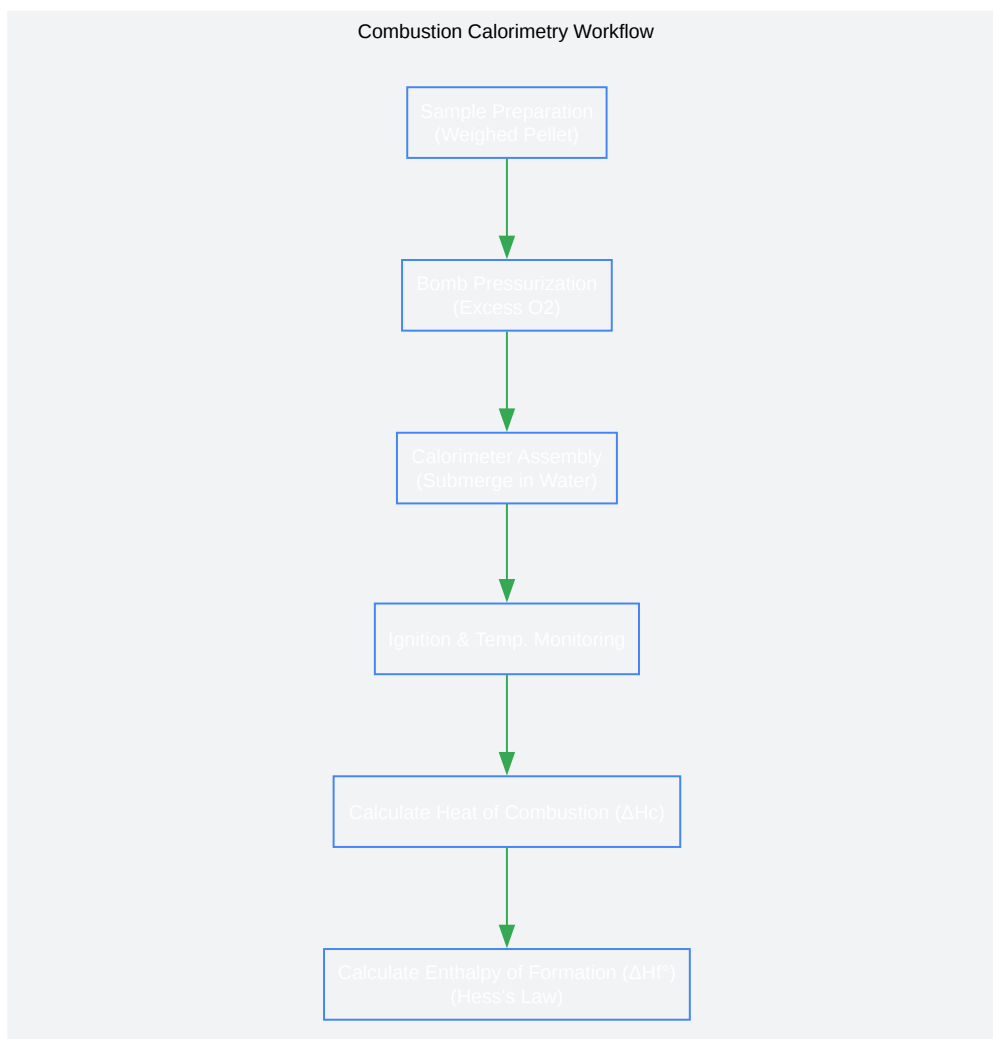 Combustion Calorimetry Workflow
Sample Preparation
(Weighed Pellet)
Bomb Pressurization
(Excess O2)
Calorimeter Assembly
(Submerge in Water)
Ignition & Temp. Monitoring
Calculate Heat of Combustion (ΔHc)
Calculate Enthalpy of Formation (ΔHf°)
(Hess's Law)